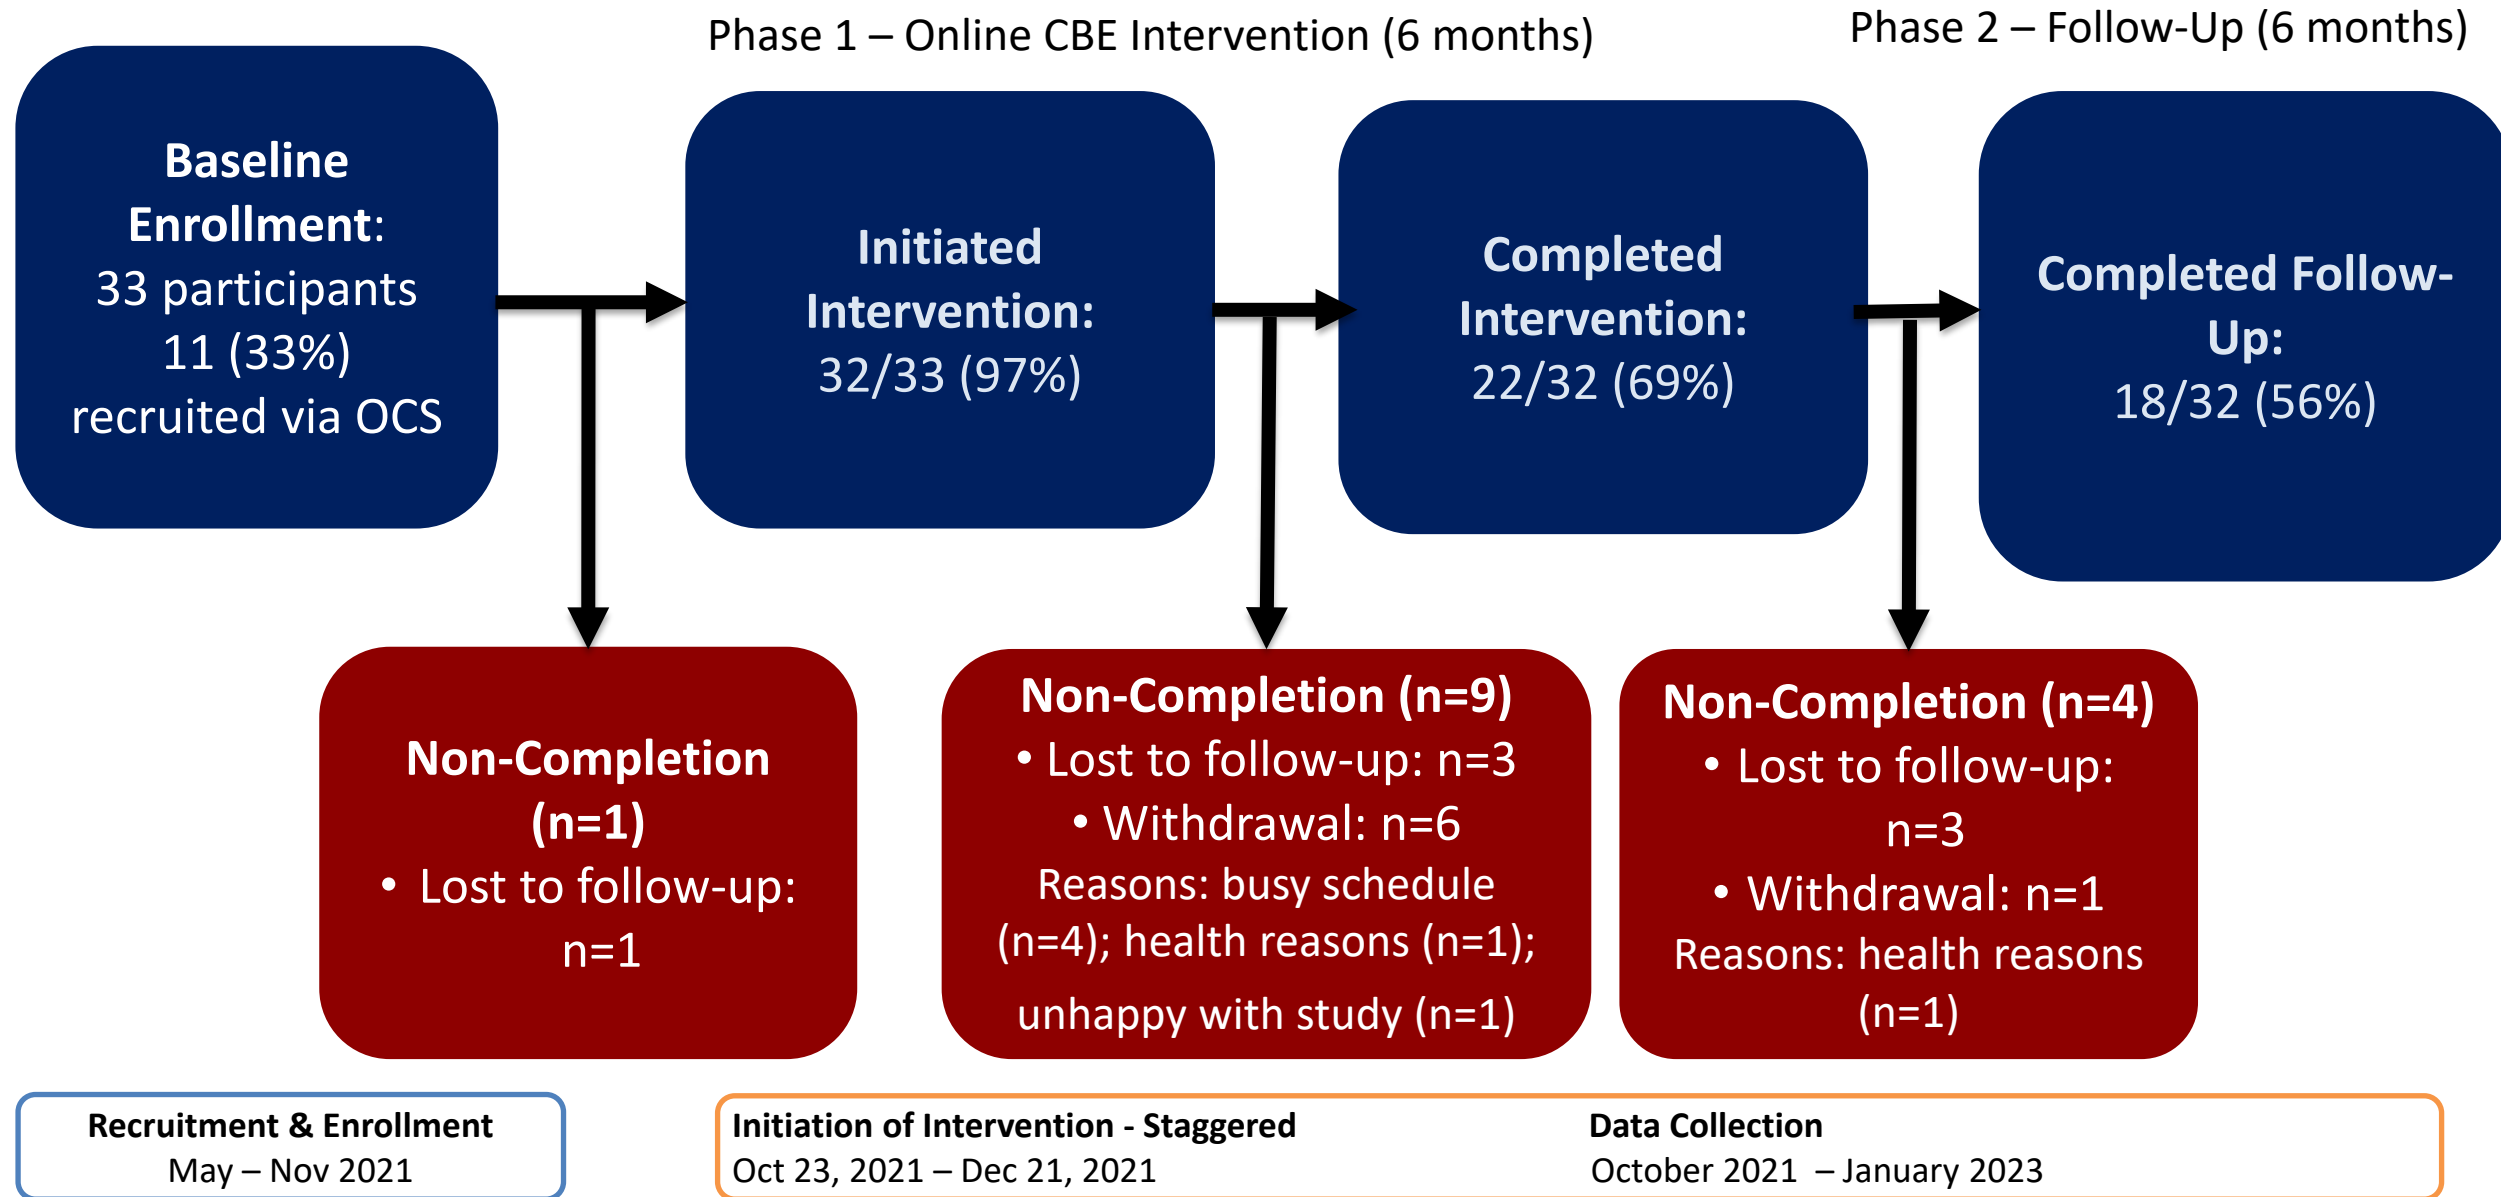 Phase 1 – Online CBE Intervention (6 months)
Phase 2 – Follow-Up (6 months)
Baseline
Enrollment:
33 participants
11 (33%)
recruited via OCS
Initiated
Intervention:
32/33 (97%)
Completed
Intervention:
22/32 (69%)
Completed Follow-
Up:
18/32 (56%)
Non-Completion
(n=1)
• Lost to follow-up:
n=1
Non-Completion (n=9)
• Lost to follow-up: n=3
• Withdrawal: n=6
Reasons: busy schedule
(n=4); health reasons (n=1);
unhappy with study (n=1)
Non-Completion (n=4)
• Lost to follow-up:
n=3
• Withdrawal: n=1
Reasons: health reasons
(n=1)
Recruitment & Enrollment
May – Nov 2021
Initiation of Intervention - Staggered
Oct 23, 2021 – Dec 21, 2021
Data Collection
October 2021 – January 2023